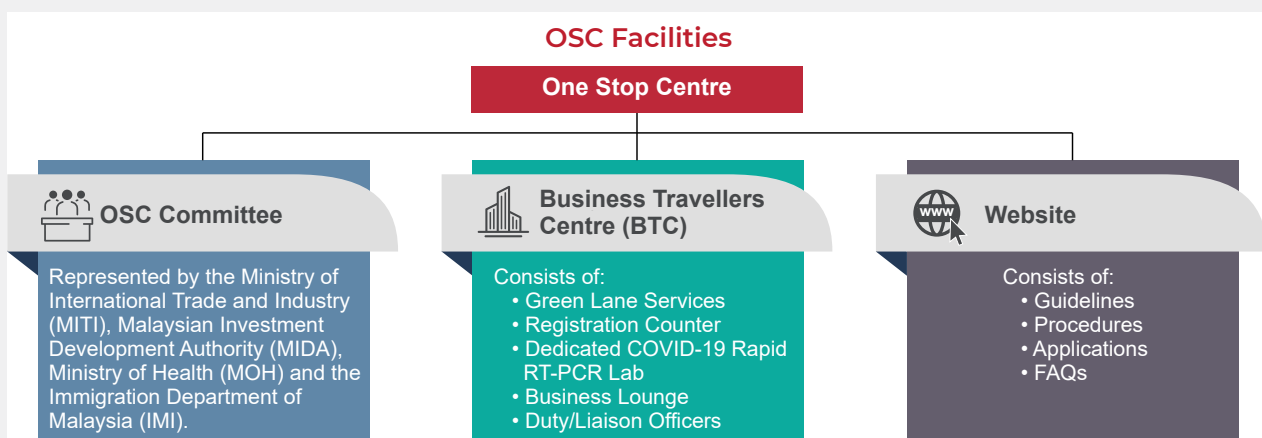 OSC Facilities
One Stop Centre
OSC Committee
Represented by the Ministry of
International Trade and Industry
(MITI), Malaysian Investment
Development Authority (MIDA),
Ministry of Health (MOH) and the
Immigration Department of
Malaysia (IMI).
Business Travellers
Centre (BTC)
Consists of:
• Green Lane Services
• Registration Counter
• Dedicated COVID-19 Rapid
RT-PCR Lab
• Business Lounge
• Duty/Liaison Officers
www
Website
Consists of:
• Guidelines
• Procedures
• Applications
• FAQs